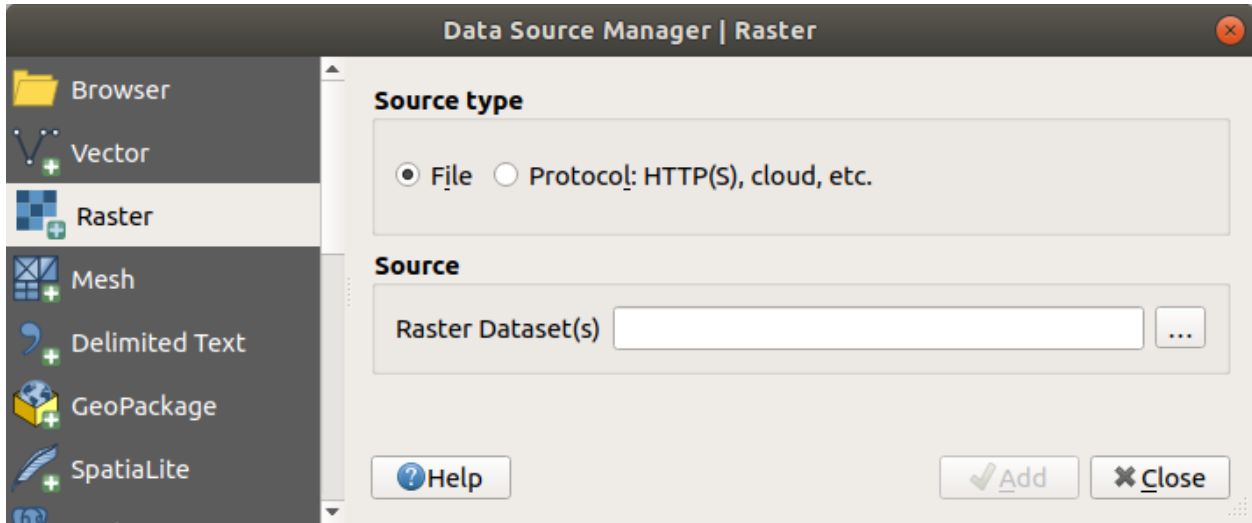 Data Source Manager | Raster
Browser
Vector
Raster
Mesh
Delimited Text
GeoPackage
SpatiaLite
Source type
File
Protocol: HTTP(S), cloud, etc.
Source
Raster Dataset(s)
...
Help
Add
Close